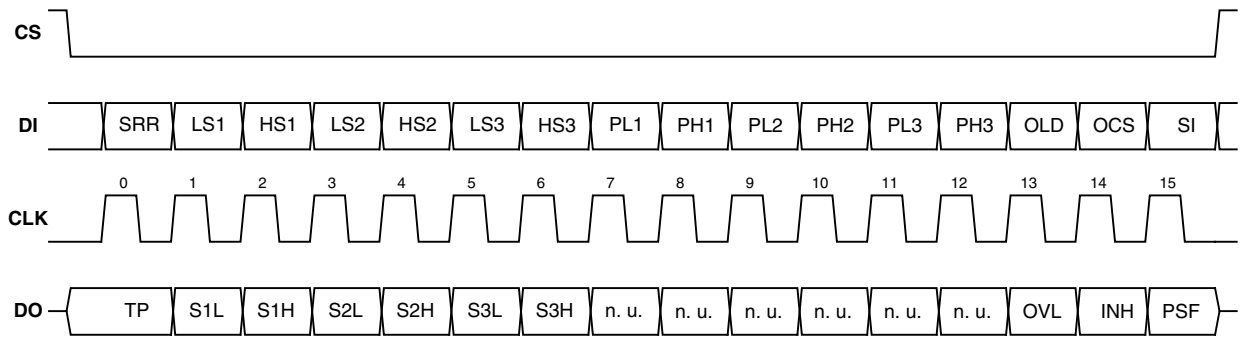 CS
DI SRR LS1 HS1 LS2 HS2 LS3 HS3 PL1 PH1 PL2 PH2 PL3 PH3 OLD OCS SI
0 1 2 3 4 5 6 7 8 9 10 11 12 13 14 15
CLK
DO TP S1L S1H S2L S2H S3L S3H n. u. n. u. n. u. n. u. n. u. n. u. OVL INH PSF